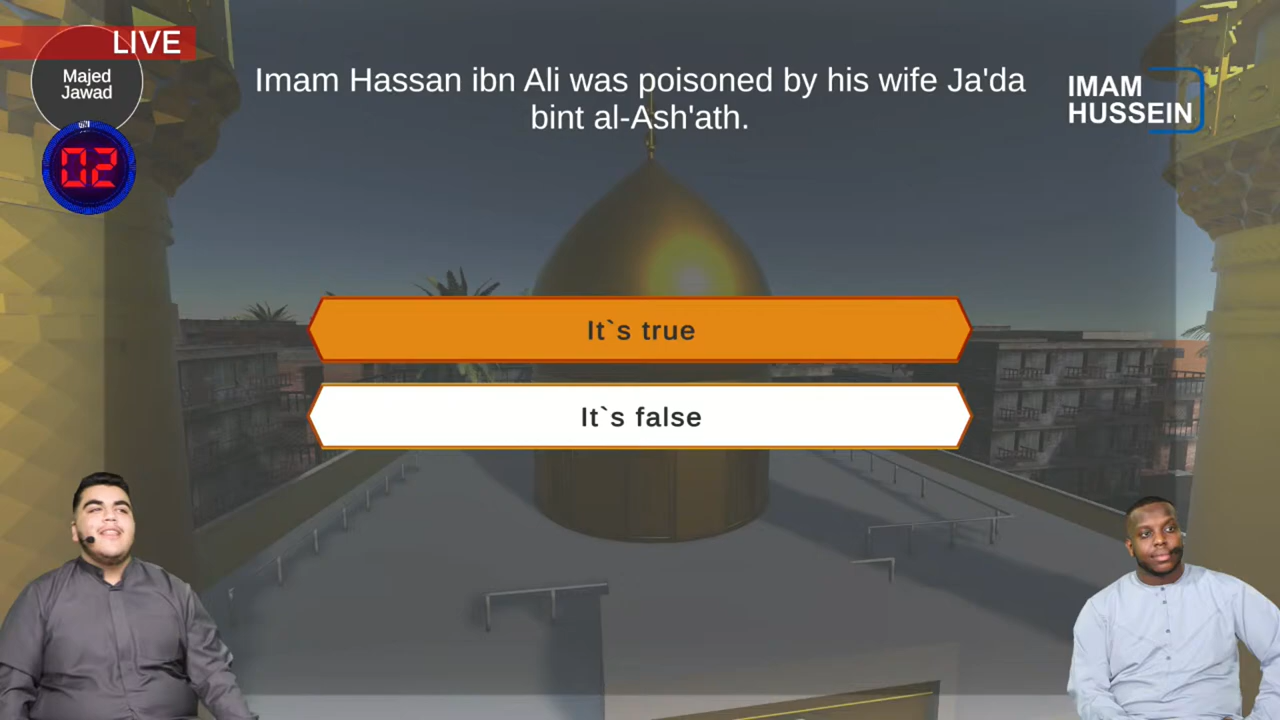 LIVE
Majed
Jawad
02
Imam Hassan ibn Ali was poisoned by his wife Ja'da
bint al-Ash'ath.
IMAM
HUSSEIN
It`s true
It`s false